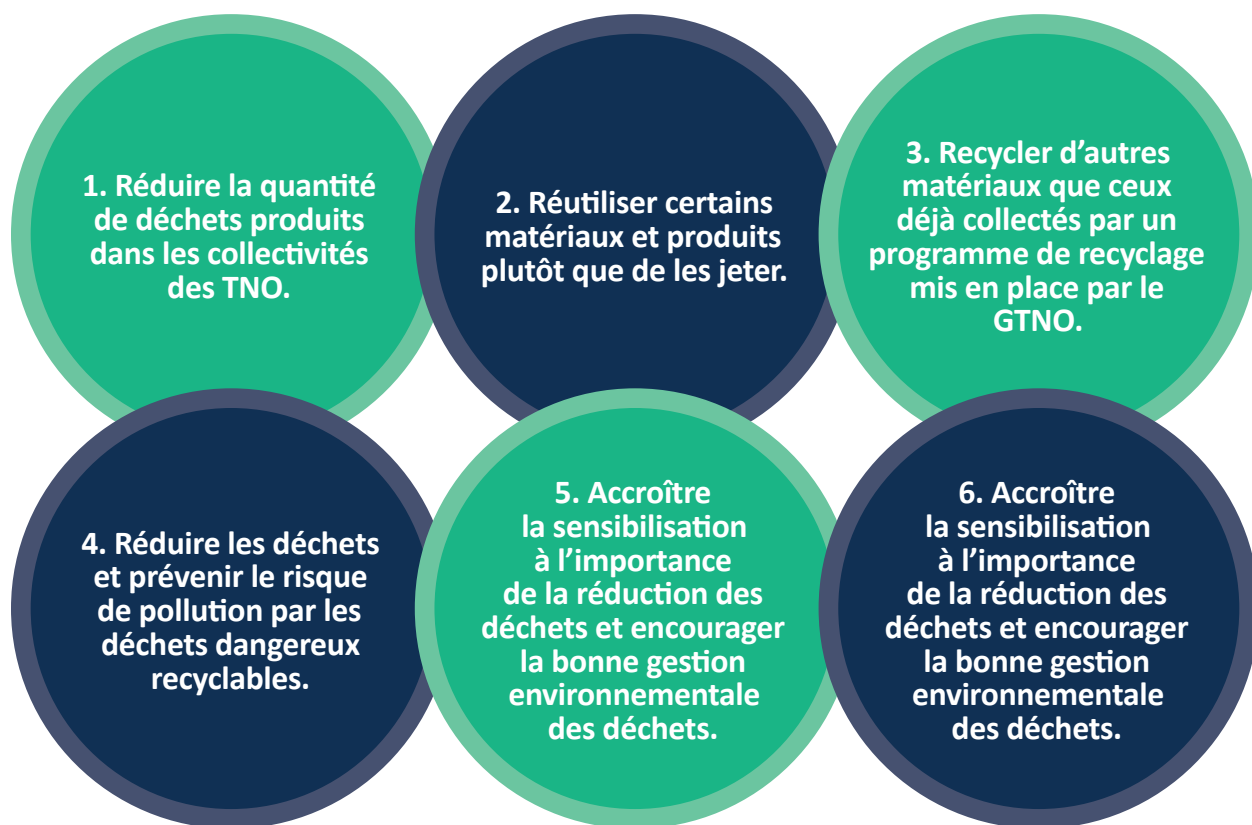 1. Réduire la quantité
de déchets produits
dans les collectivités
des TNO.
2. Réutiliser certains
matériaux et produits
plutôt que de les jeter.
3. Recycler d’autres
matériaux que ceux
déjà collectés par un
programme de recyclage
mis en place par le
GTNO.
4. Réduire les déchets
et prévenir le risque
de pollution par les
déchets dangereux
recyclables.
5. Accroître
la sensibilisation
à l’importance
de la réduction des
déchets et encourager
la bonne gestion
environnementale
des déchets.
6. Accroître
la sensibilisation
à l’importance
de la réduction des
déchets et encourager
la bonne gestion
environnementale
des déchets.